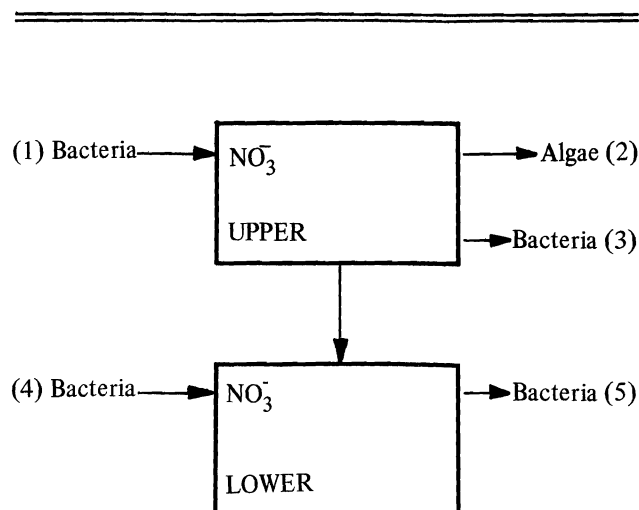 (1) Bacteria
NO₃⁻
Algae (2)
UPPER
Bacteria (3)
(4) Bacteria
NO₃⁻
Bacteria (5)
LOWER